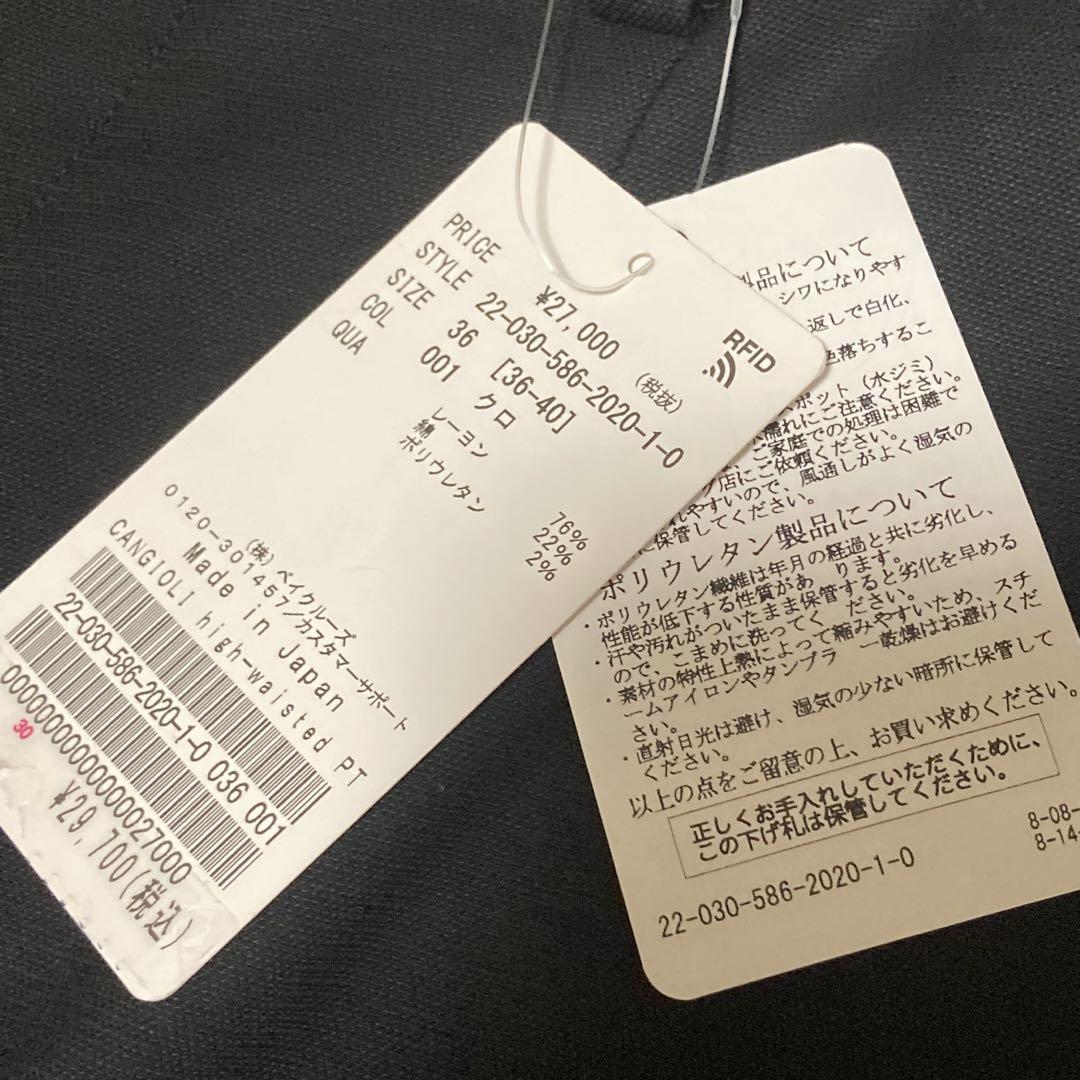 PRICE ¥27,000 (税抜)
STYLE 22-030-586-2020-1-0
SIZE 36 [36-40]
COL 001 クロ
QUA レーヨン 76%
綿 22%
ポリウレタン 2%
RFID
(株)ベイクルーズ
0120-301457/カスタマーサポート
Made in Japan
CANGIOLI high-waisted PT
22-030-586-2020-1-0 036 001
0000000000000027000
30
¥29,700(税込)
製品について
シワになりやす
返しで白化、
色落ちするこ
スポット(水ジミ)
水濡れにご注意ください。
ご家庭での処理は困難で
店にご依頼ください。
れやすいので、風通しがよく湿気の
に保管してください。
ポリウレタン製品について
・ポリウレタン繊維は年月の経過と共に劣化し、
性能が低下する性質があ ります。
・汗や汚れがついたまま保管すると劣化を早める
ので、こまめに洗ってく ださい。
・素材の特性上熱によって縮みやすいため、スチ
ームアイロンやタンブラ ー乾燥はお避けくだ
さい。
・直射日光は避け、湿気の少ない暗所に保管して
ください。
以上の点をご留意の上、お買い求めください。
正しくお手入れしていただくために、
この下げ札は保管してください。
8-08-
8-14
22-030-586-2020-1-0